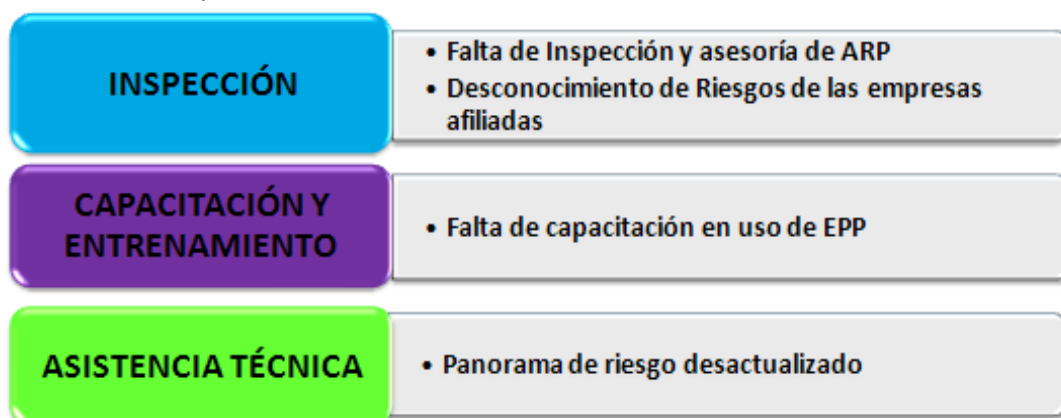 INSPECCIÓN
• Falta de Inspección y asesoría de ARP
• Desconocimiento de Riesgos de las empresas
afiliadas
CAPACITACIÓN Y
ENTRENAMIENTO
• Falta de capacitación en uso de EPP
ASISTENCIA TÉCNICA
• Panorama de riesgo desactualizado